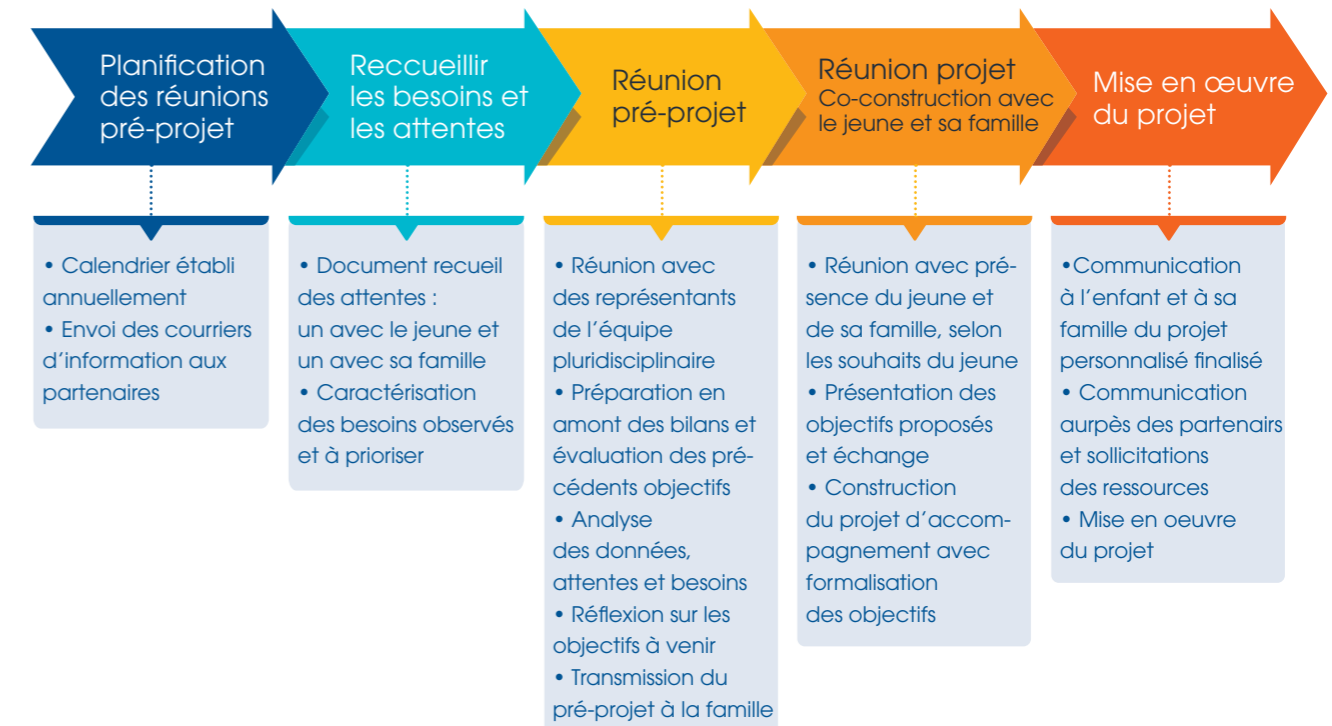 Planification
des réunions
pré-projet
Reccueillir
les besoins et
les attentes
Réunion
pré-projet
Réunion projet
Co-construction avec
le jeune et sa famille
Mise en œuvre
du projet
• Calendrier établi
annuellement
• Envoi des courriers
d’information aux
partenaires
• Document recueil
des attentes :
un avec le jeune et
un avec sa famille
• Caractérisation
des besoins observés
et à prioriser
• Réunion avec
des représentants
de l’équipe
pluridisciplinaire
• Préparation en
amont des bilans et
évaluation des pré-
cédents objectifs
• Analyse
des données,
attentes et besoins
• Réflexion sur les
objectifs à venir
• Transmission du
pré-projet à la famille
• Réunion avec pré-
sence du jeune et
de sa famille, selon
les souhaits du jeune
• Présentation des
objectifs proposés
et échange
• Construction
du projet d’accom-
pagnement avec
formalisation
des objectifs
•Communication
à l’enfant et à sa
famille du projet
personnalisé finalisé
• Communication
aurpès des partenairs
et sollicitations
des ressources
• Mise en oeuvre
du projet